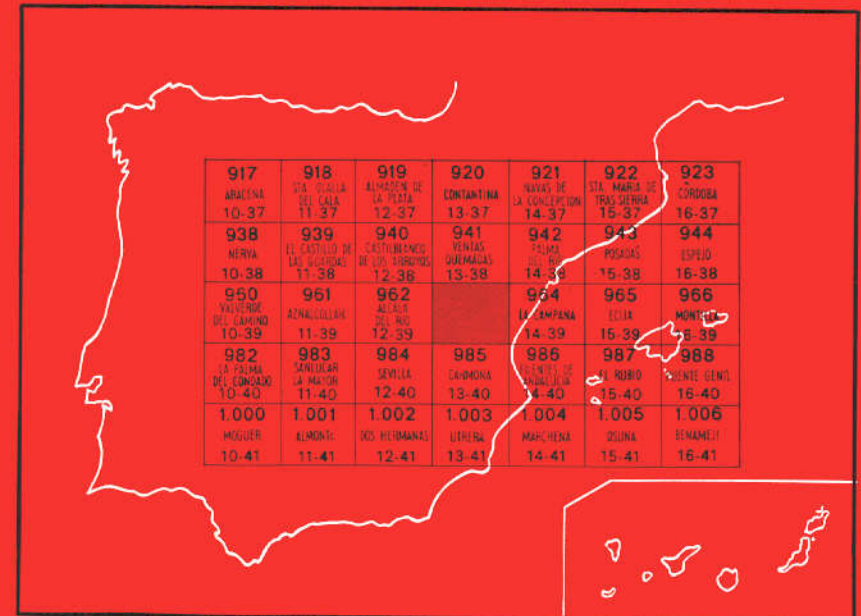 917 918 919 920 921 922 923
ARACENA STA. OLALLA DEL CALA ALMADEN DE LA PLATA CONTANTINA NAVAS DE LA CONCEPCION STA. MARIA DE TRASSIERRA CORDOBA
10-37 11-37 12-37 13-37 14-37 15-37 16-37
938 939 940 941 942 943 944
NERVA EL CASTILLO DE LAS GUARDAS CASTILBLANCO DE LOS ARROYOS VENTAS QUEMADAS PALMA DEL RIO POSADAS ESPEJO
10-38 11-38 12-38 13-38 14-38 15-38 16-38
960 961 962 964 965 966
VALVERDE DEL CAMINO AZNALCOLLAR ALCALA DEL RIO LA CAMPANA ECIJA MONTILLA
10-39 11-39 12-39 14-39 15-39 16-39
982 983 984 985 986 987 988
LA PALMA DEL CONDADO SANLUCAR LA MAYOR SEVILLA CARMONA FUENTES DE ANDALUCIA EL RUBIO PUENTE GENIL
10-40 11-40 12-40 13-40 14-40 15-40 16-40
1.000 1.001 1.002 1.003 1.004 1.005 1.006
MOGUER ALMONTE DOS HERMANAS UTRERA MARCHENA OSUNA BENAMEJI
10-41 11-41 12-41 13-41 14-41 15-41 16-41